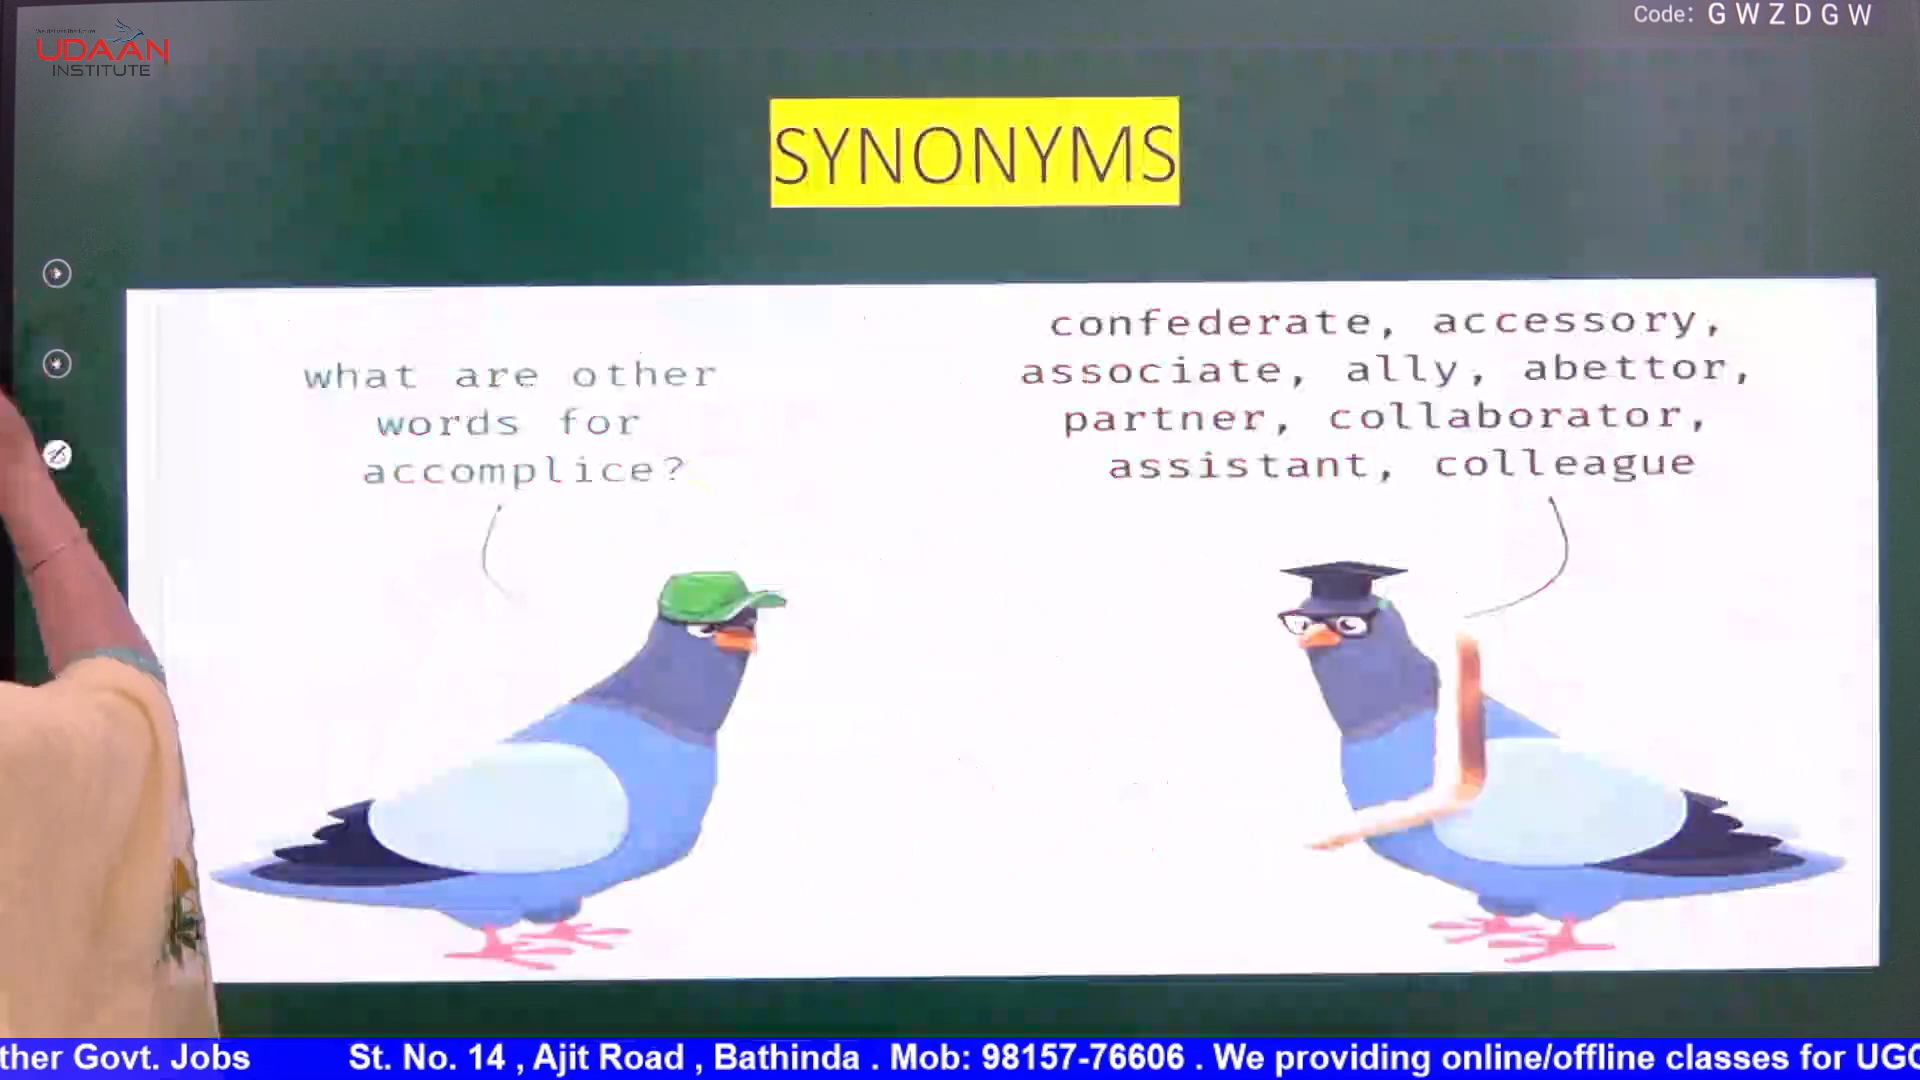 UDAAN
INSTITUTE
Code: GWZDGW
SYNONYMS
what are other
words for
accomplice?
confederate, accessory,
associate, ally, abettor,
partner, collaborator,
assistant, colleague
ther Govt. Jobs St. No. 14 , Ajit Road , Bathinda . Mob: 98157-76606 . We providing online/offline classes for UGC